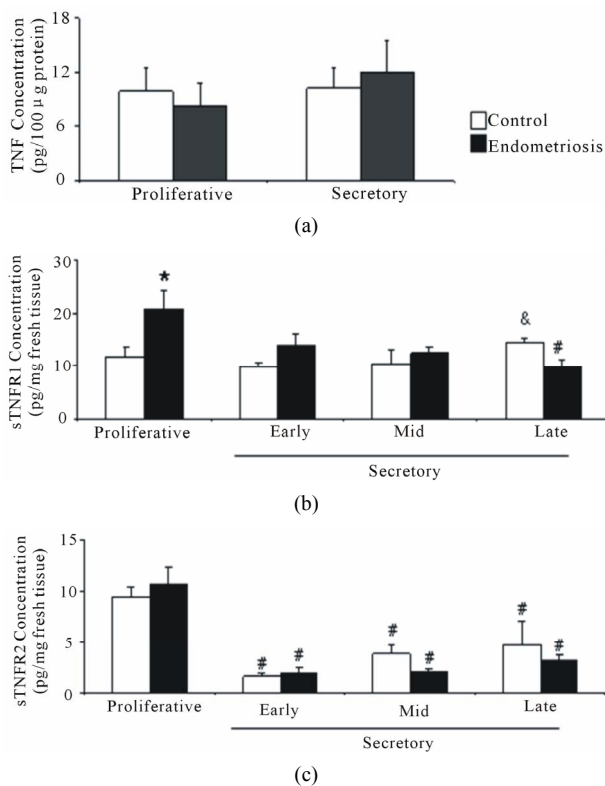 18
12
6
0
TNF Concentration
(pg/100 μg protein)
Control
Endometriosis
Proliferative Secretory
(a)
30
20
10
0
sTNFR1 Concentration
(pg/mg fresh tissue)
*
&
#
Proliferative Early Mid Late
Secretory
(b)
15
10
5
0
sTNFR2 Concentration
(pg/mg fresh tissue)
# # # # # #
Proliferative Early Mid Late
Secretory
(c)